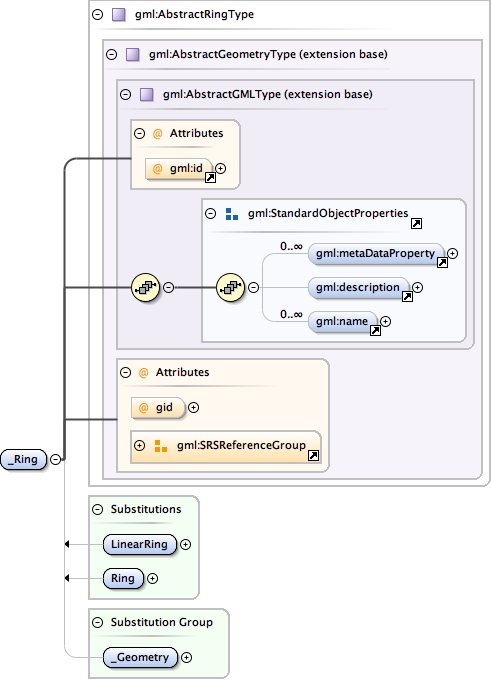 gml:AbstractRingType
gml:AbstractGeometryType (extension base)
gml:AbstractGMLType (extension base)
@ Attributes
@ gml:id
gml:StandardObjectProperties
0..∞
gml:metaDataProperty
gml:description
0..∞
gml:name
@ Attributes
@ gid
gml:SRSReferenceGroup
_Ring
Substitutions
LinearRing
Ring
Substitution Group
_Geometry